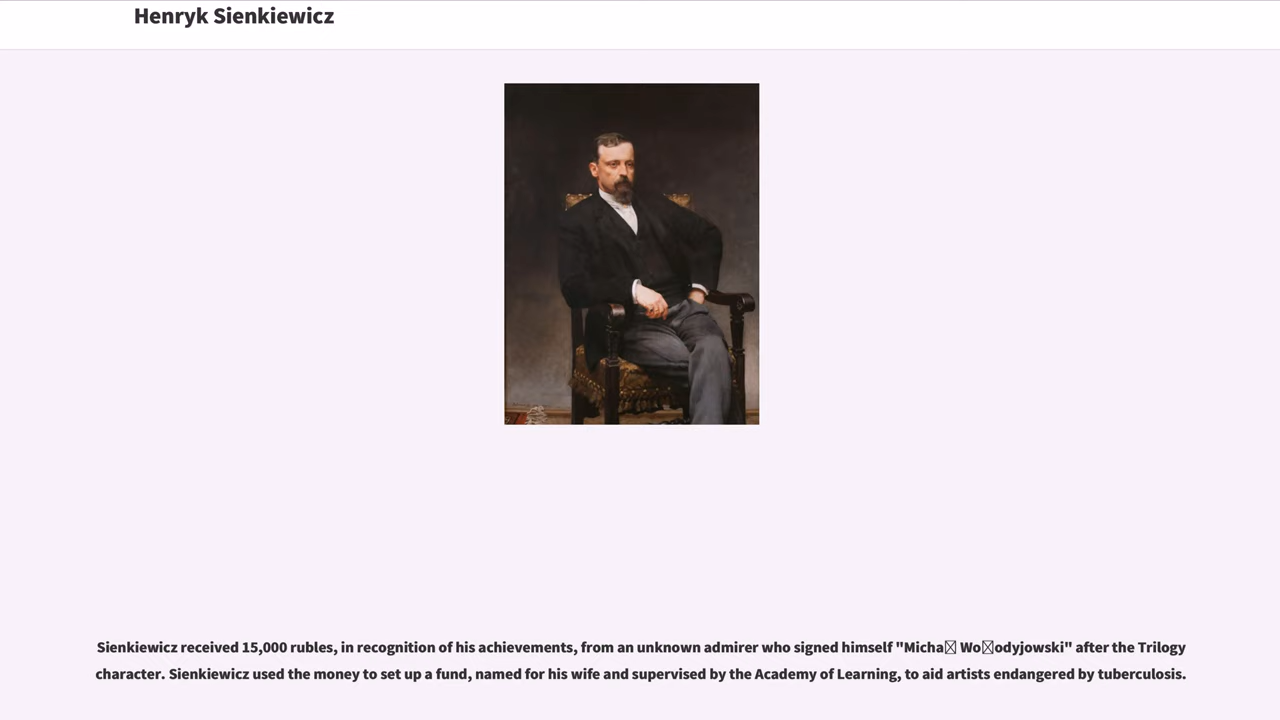 Henryk Sienkiewicz
Sienkiewicz received 15,000 rubles, in recognition of his achievements, from an unknown admirer who signed himself "Micha□ Wo□odyjowski" after the Trilogy
character. Sienkiewicz used the money to set up a fund, named for his wife and supervised by the Academy of Learning, to aid artists endangered by tuberculosis.